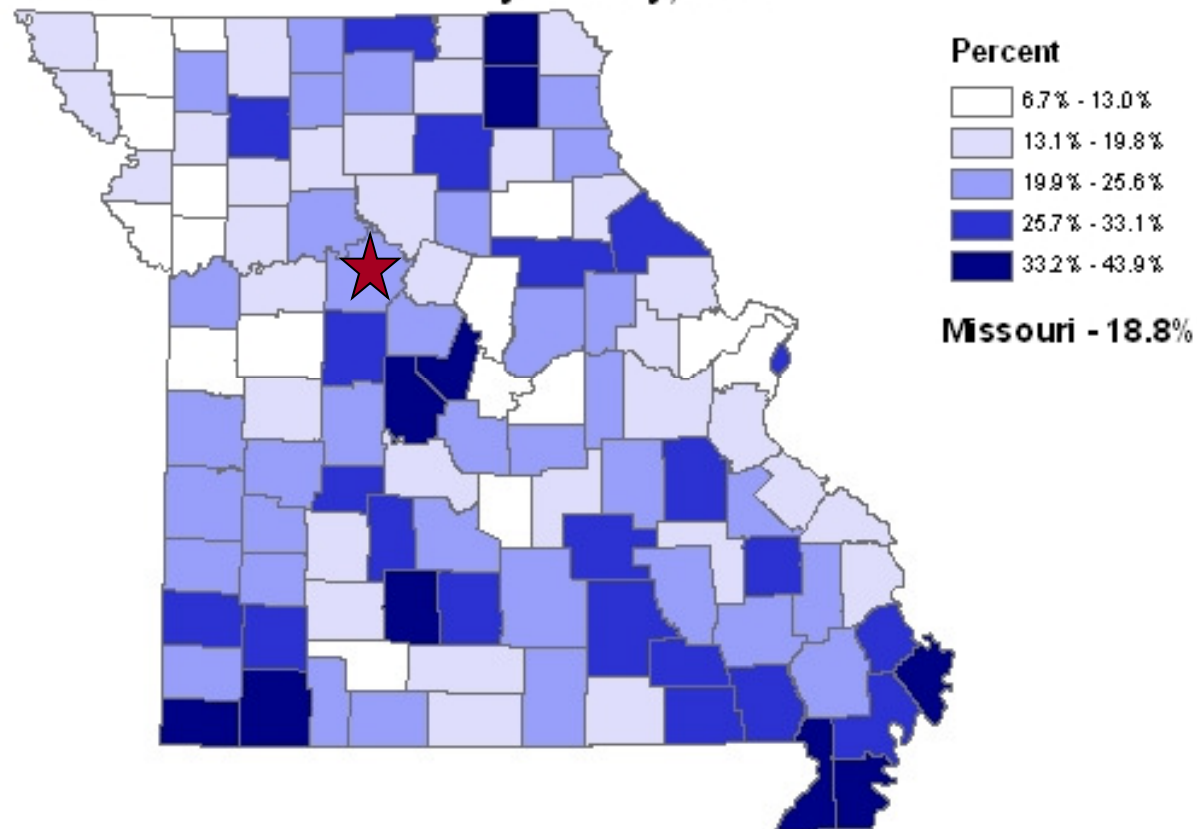 Percent
6.7% - 13.0%
13.1% - 19.8%
19.9% - 25.6%
25.7% - 33.1%
33.2% - 43.9%
Missouri - 18.8%